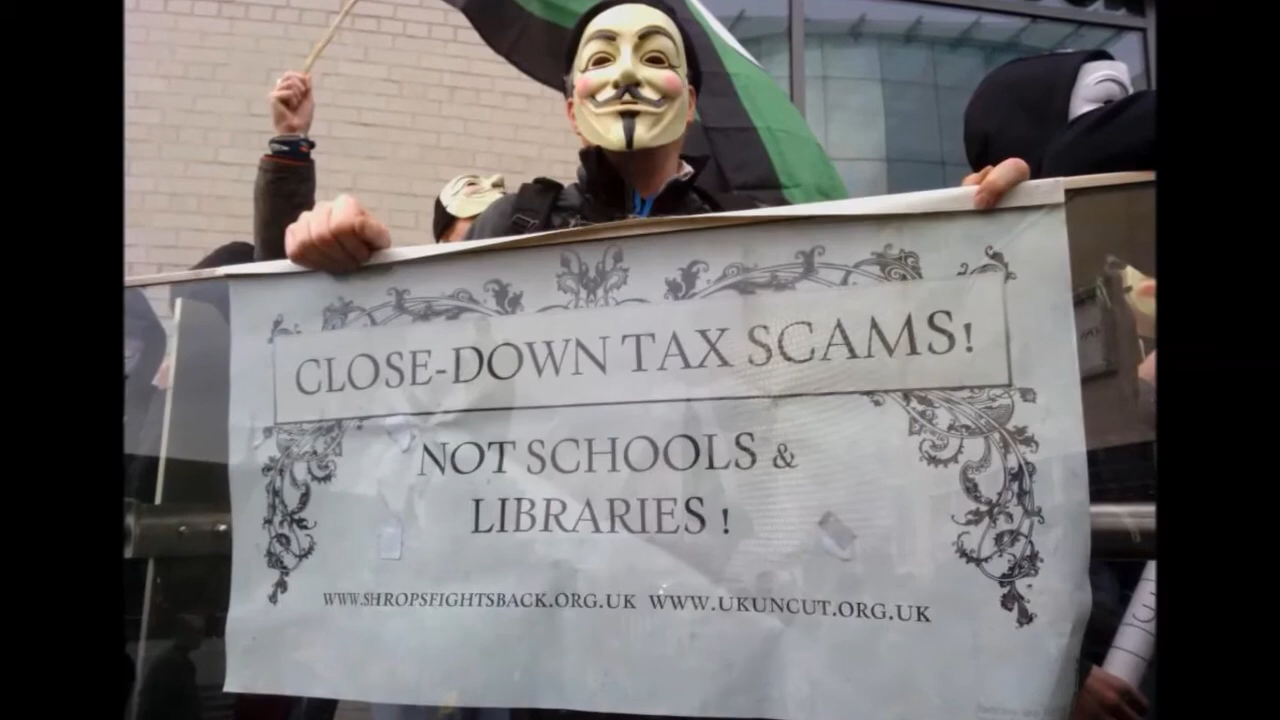 CLOSE-DOWN TAX SCAMS!
NOT SCHOOLS &
LIBRARIES !
WWW.SHROPSFIGHTSBACK.ORG.UK WWW.UKUNCUT.ORG.UK